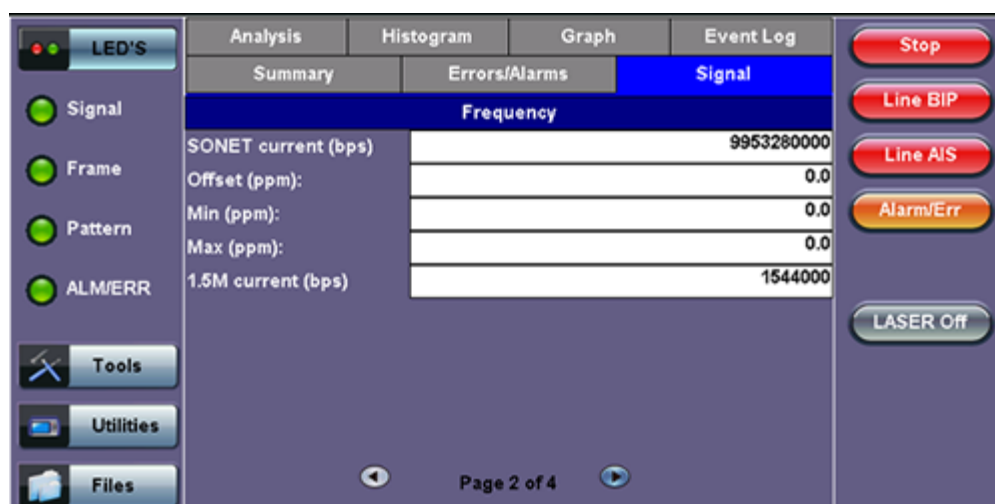 LED'S
Signal
Frame
Pattern
ALM/ERR
Tools
Utilities
Files
Analysis Histogram Graph Event Log
Summary Errors/Alarms Signal
Frequency
SONET current (bps) 9953280000
Offset (ppm): 0.0
Min (ppm): 0.0
Max (ppm): 0.0
1.5M current (bps) 1544000
Page 2 of 4
Stop
Line BIP
Line AIS
Alarm/Err
LASER Off